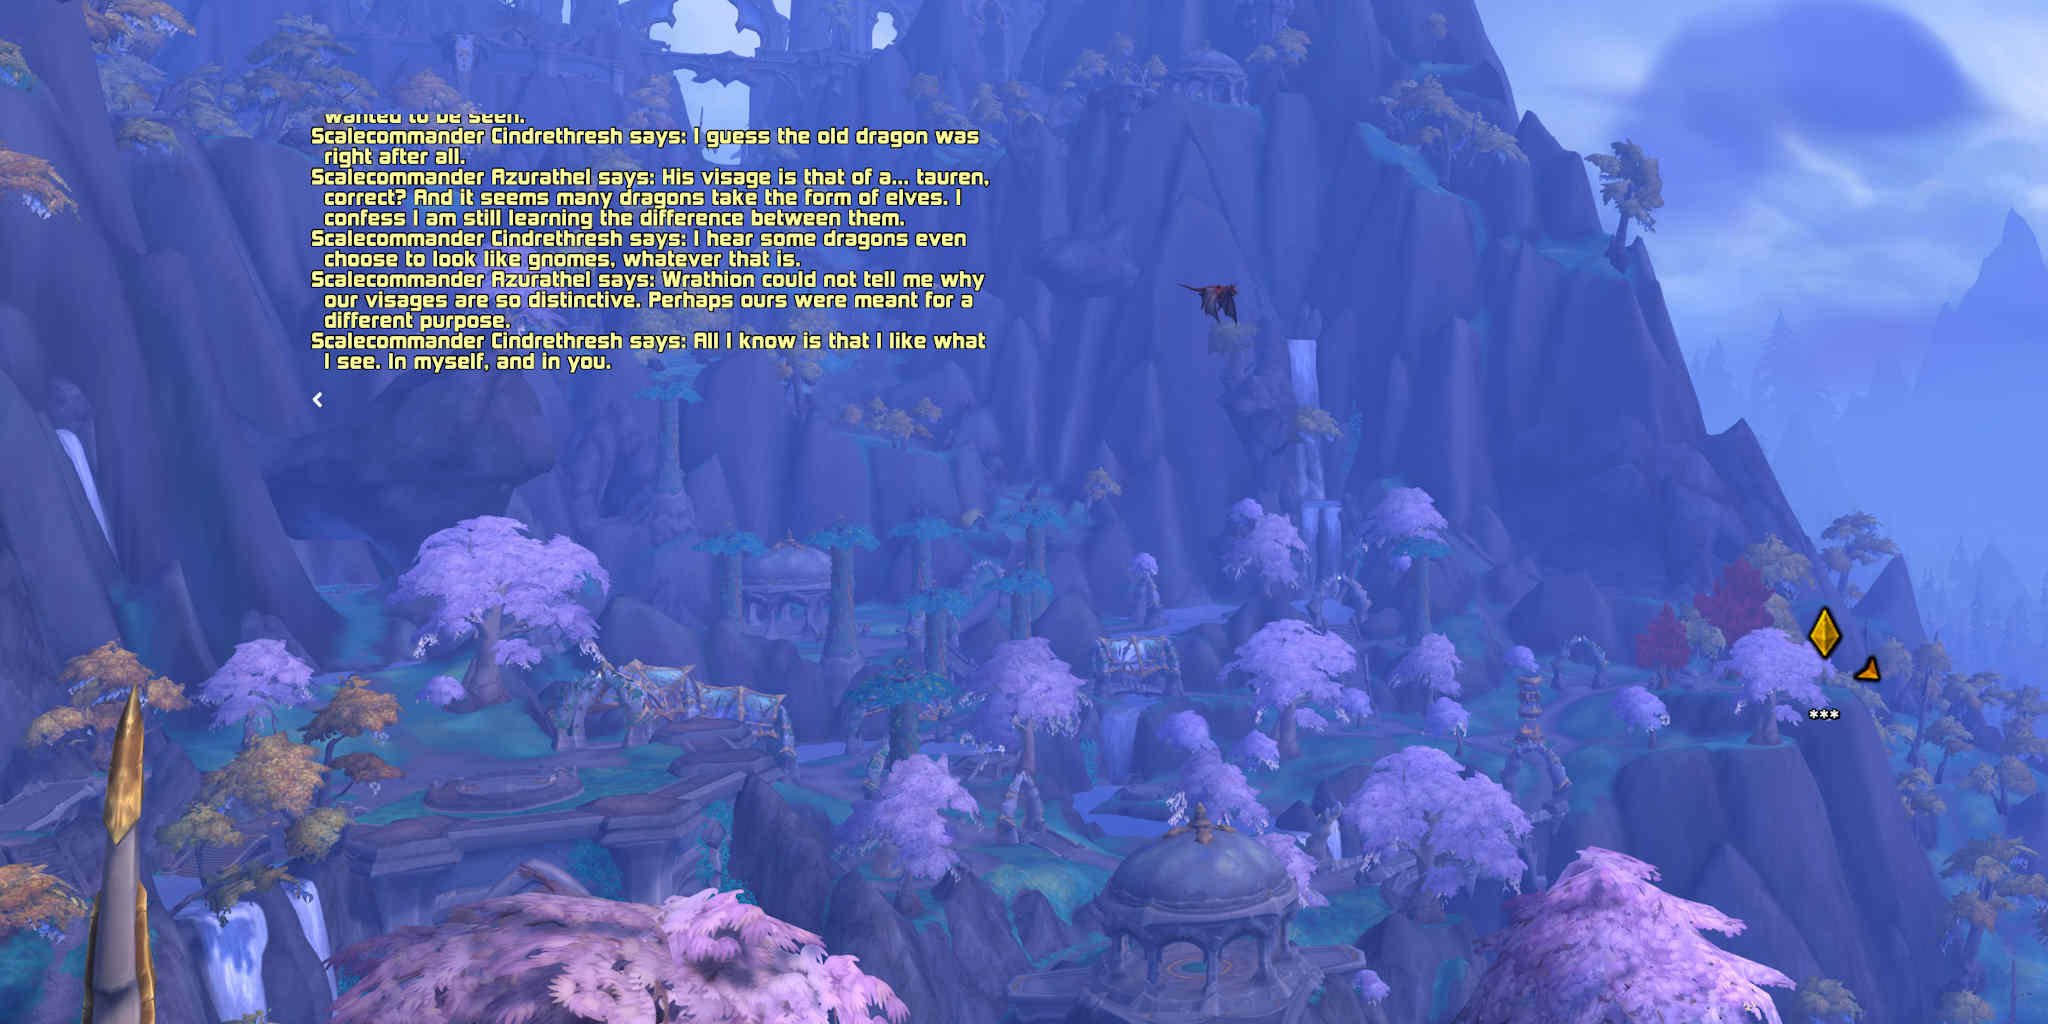 wanted to be seen.
Scalecommander Cindrethresh says: I guess the old dragon was
right after all.
Scalecommander Azurathel says: His visage is that of a... tauren,
correct? And it seems many dragons take the form of elves. I
confess I am still learning the difference between them.
Scalecommander Cindrethresh says: I hear some dragons even
choose to look like gnomes, whatever that is.
Scalecommander Azurathel says: Wrathion could not tell me why
our visages are so distinctive. Perhaps ours were meant for a
different purpose.
Scalecommander Cindrethresh says: All I know is that I like what
I see. In myself, and in you.
***